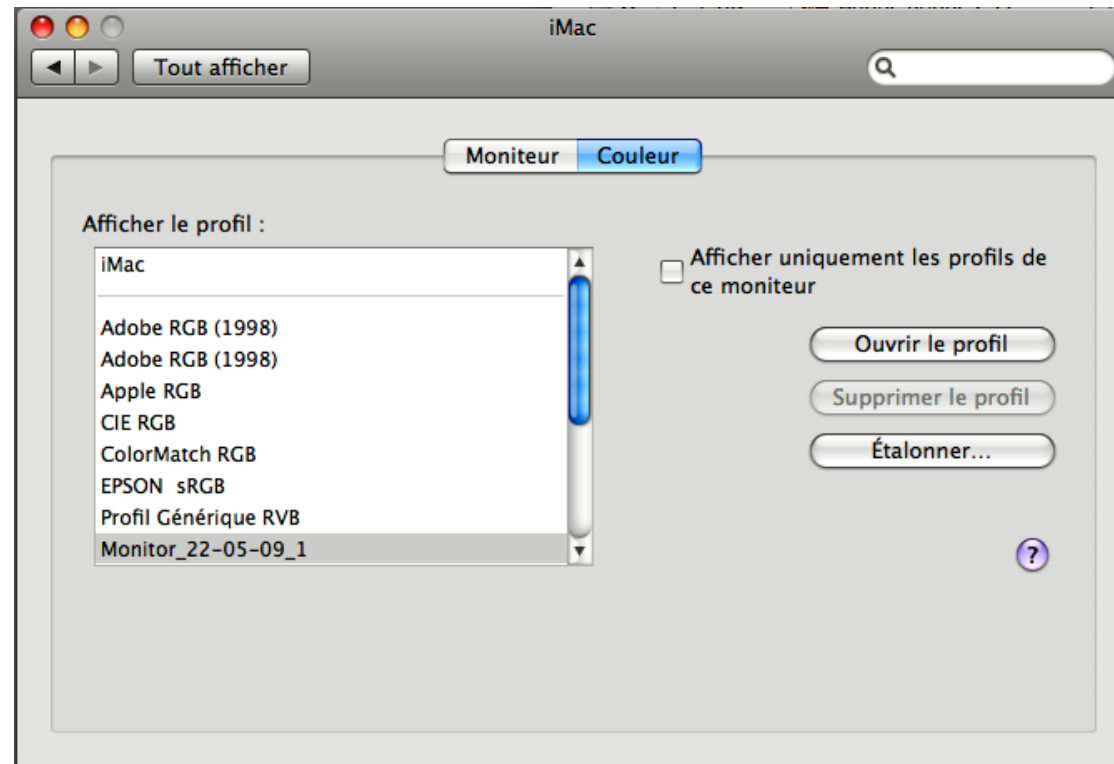 iMac
Tout afficher
Moniteur
Couleur
Afficher le profil :
iMac
Adobe RGB (1998)
Adobe RGB (1998)
Apple RGB
CIE RGB
ColorMatch RGB
EPSON  sRGB
Profil Générique RVB
Monitor_22-05-09_1
Afficher uniquement les profils de
ce moniteur
Ouvrir le profil
Supprimer le profil
Étalonner...
?